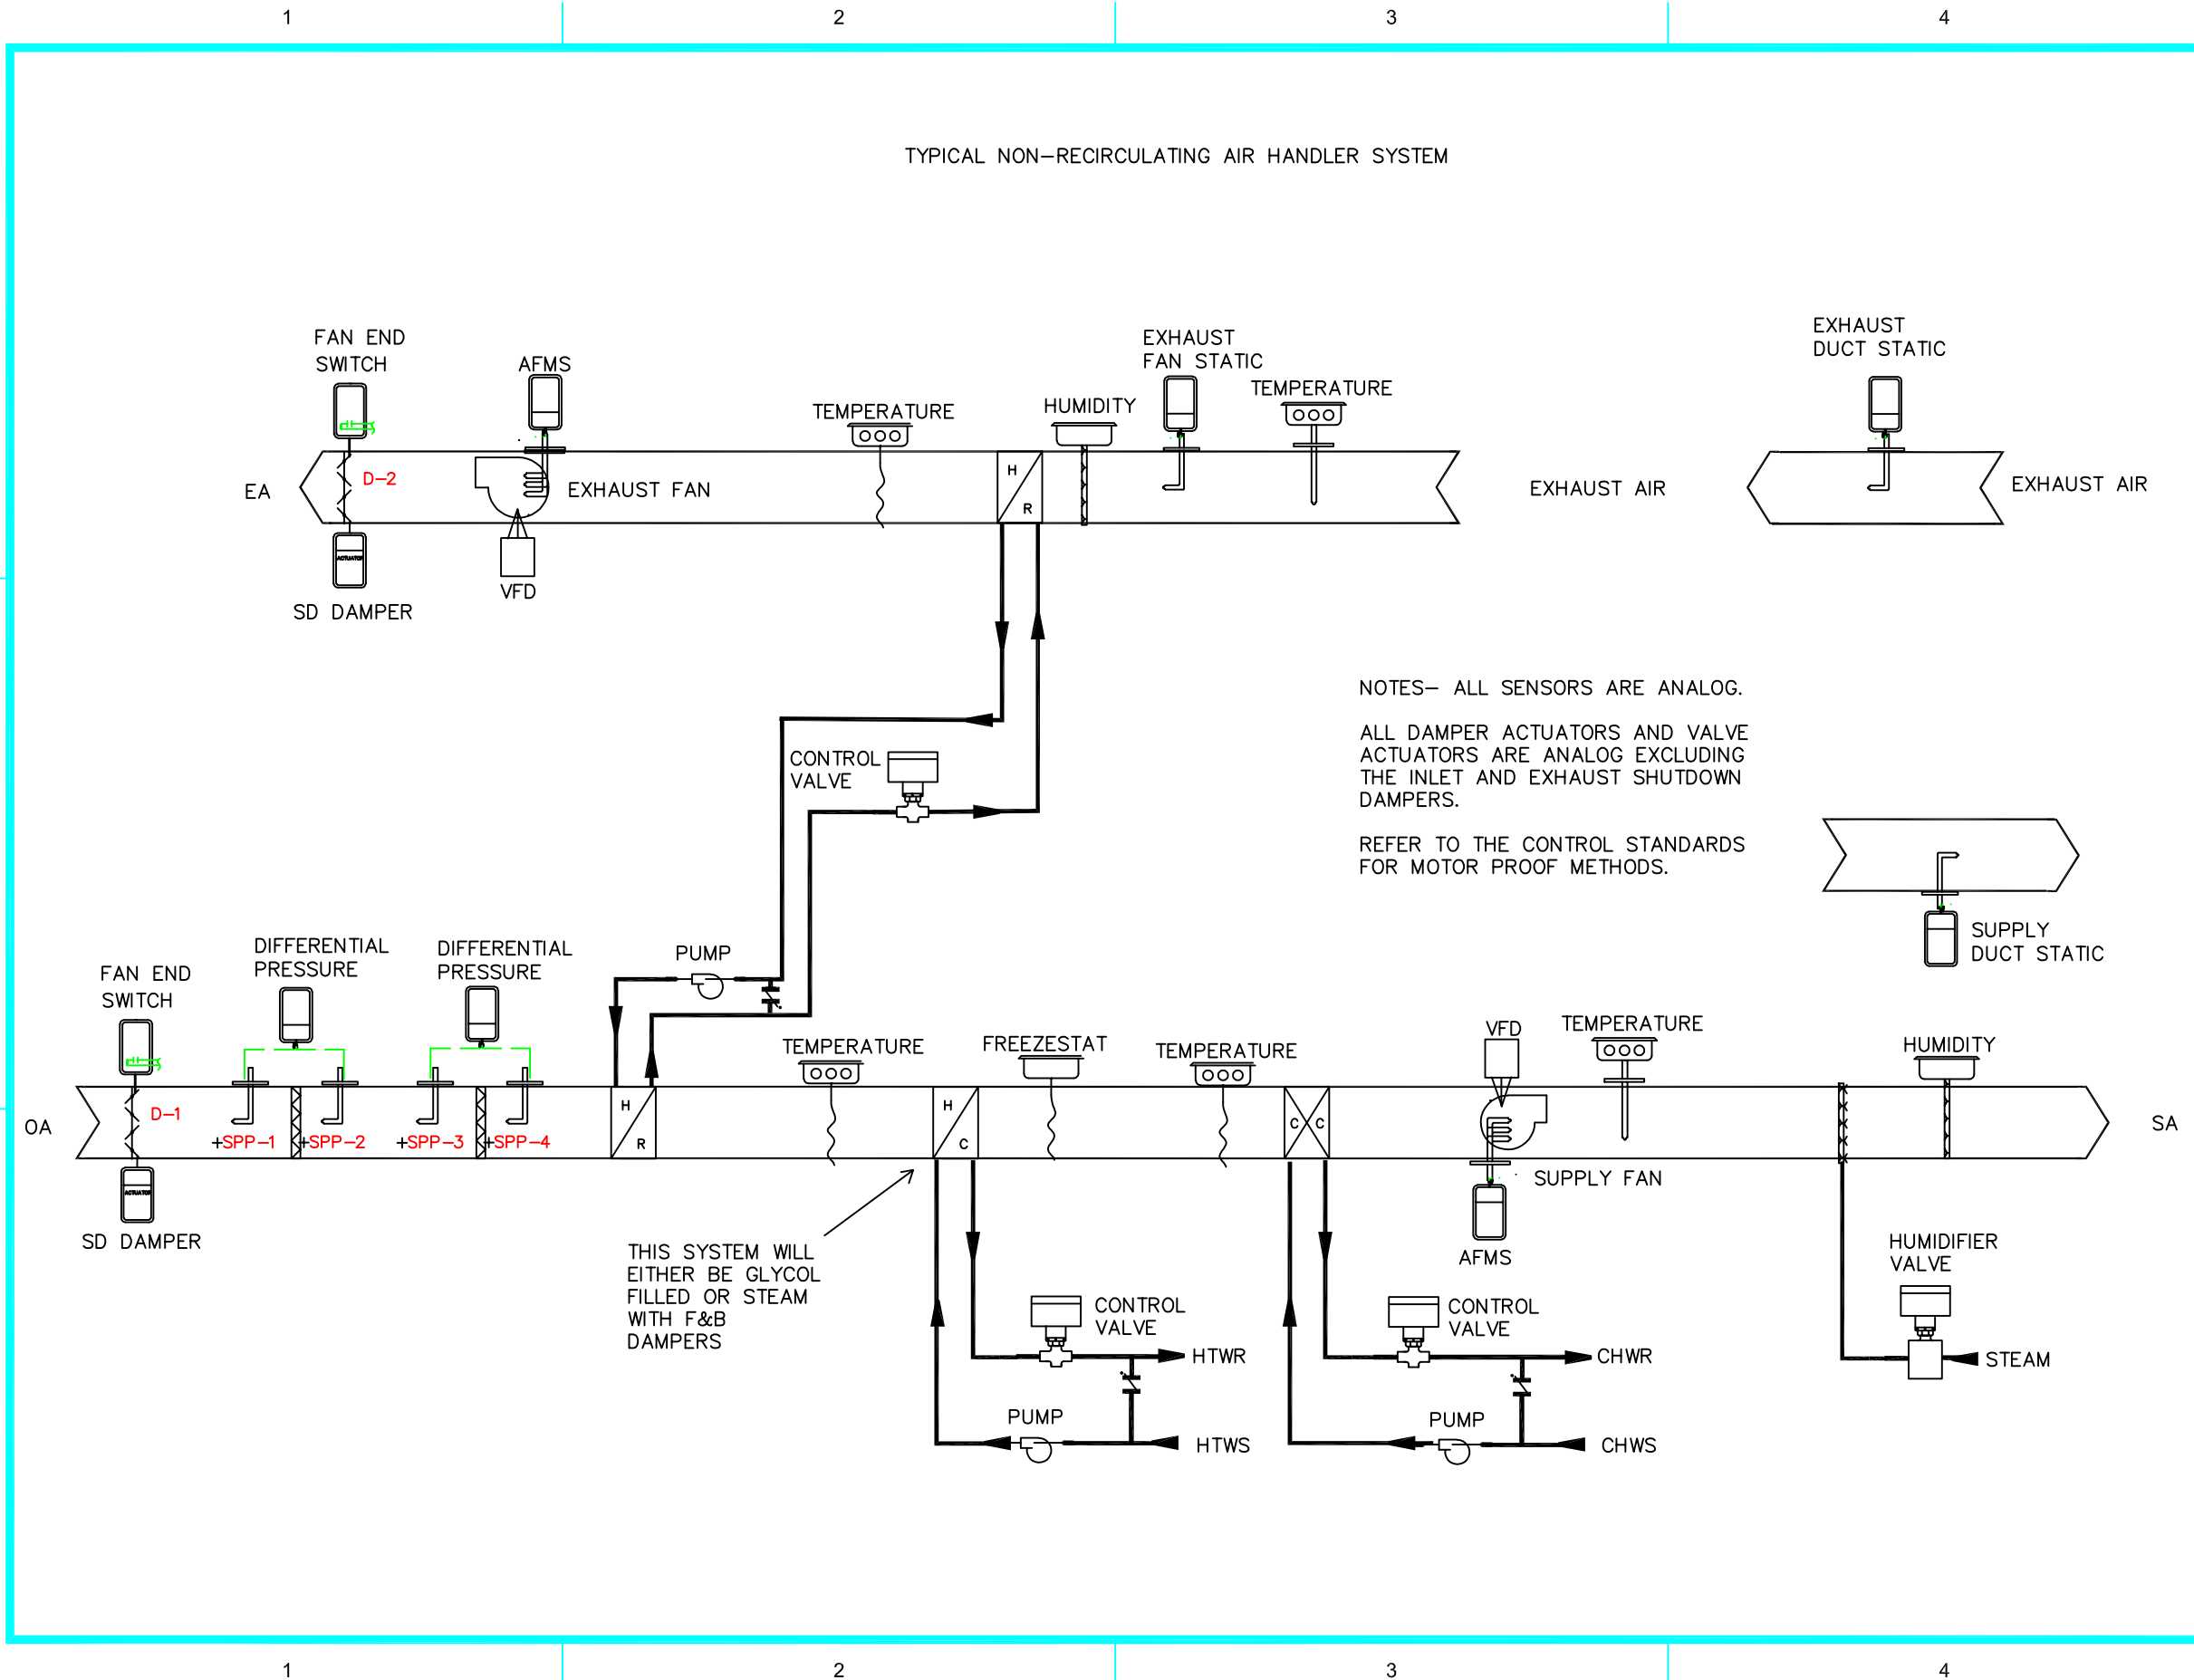 1
2
3
4
TYPICAL NON-RECIRCULATING AIR HANDLER SYSTEM
FAN END
SWITCH
AFMS
TEMPERATURE
HUMIDITY
EXHAUST
FAN STATIC
TEMPERATURE
EXHAUST
DUCT STATIC
EA
D-2
EXHAUST FAN
H
R
EXHAUST AIR
EXHAUST AIR
ACTUATOR
SD DAMPER
VFD
NOTES- ALL SENSORS ARE ANALOG.
ALL DAMPER ACTUATORS AND VALVE
ACTUATORS ARE ANALOG EXCLUDING
THE INLET AND EXHAUST SHUTDOWN
DAMPERS.
REFER TO THE CONTROL STANDARDS
FOR MOTOR PROOF METHODS.
CONTROL
VALVE
SUPPLY
DUCT STATIC
FAN END
SWITCH
DIFFERENTIAL
PRESSURE
DIFFERENTIAL
PRESSURE
PUMP
TEMPERATURE
FREEZESTAT
TEMPERATURE
VFD
TEMPERATURE
HUMIDITY
OA
D-1
+SPP-1
+SPP-2
+SPP-3
+SPP-4
H
R
H
C
C
C
SA
ACTUATOR
SD DAMPER
SUPPLY FAN
AFMS
THIS SYSTEM WILL
EITHER BE GLYCOL
FILLED OR STEAM
WITH F&B
DAMPERS
CONTROL
VALVE
HTWR
PUMP
HTWS
CONTROL
VALVE
CHWR
PUMP
CHWS
HUMIDIFIER
VALVE
STEAM
1
2
3
4